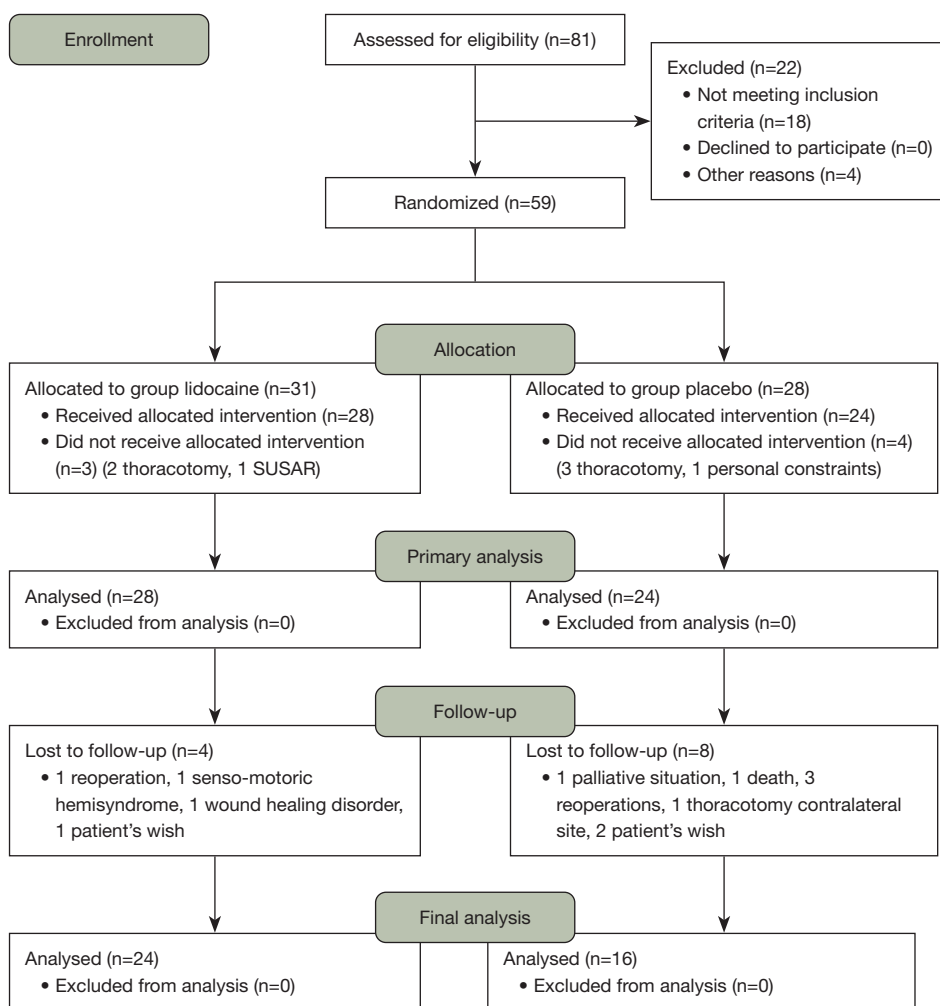 Enrollment
Assessed for eligibility (n=81)
Excluded (n=22)
• Not meeting inclusion
criteria (n=18)
• Declined to participate (n=0)
• Other reasons (n=4)
Randomized (n=59)
Allocation
Allocated to group lidocaine (n=31)
• Received allocated intervention (n=28)
• Did not receive allocated intervention
(n=3) (2 thoracotomy, 1 SUSAR)
Allocated to group placebo (n=28)
• Received allocated intervention (n=24)
• Did not receive allocated intervention (n=4)
(3 thoracotomy, 1 personal constraints)
Primary analysis
Analysed (n=28)
• Excluded from analysis (n=0)
Analysed (n=24)
• Excluded from analysis (n=0)
Follow-up
Lost to follow-up (n=4)
• 1 reoperation, 1 senso-motoric
hemisyndrome, 1 wound healing disorder,
1 patient’s wish
Lost to follow-up (n=8)
• 1 palliative situation, 1 death, 3
reoperations, 1 thoracotomy contralateral
site, 2 patient’s wish
Final analysis
Analysed (n=24)
• Excluded from analysis (n=0)
Analysed (n=16)
• Excluded from analysis (n=0)